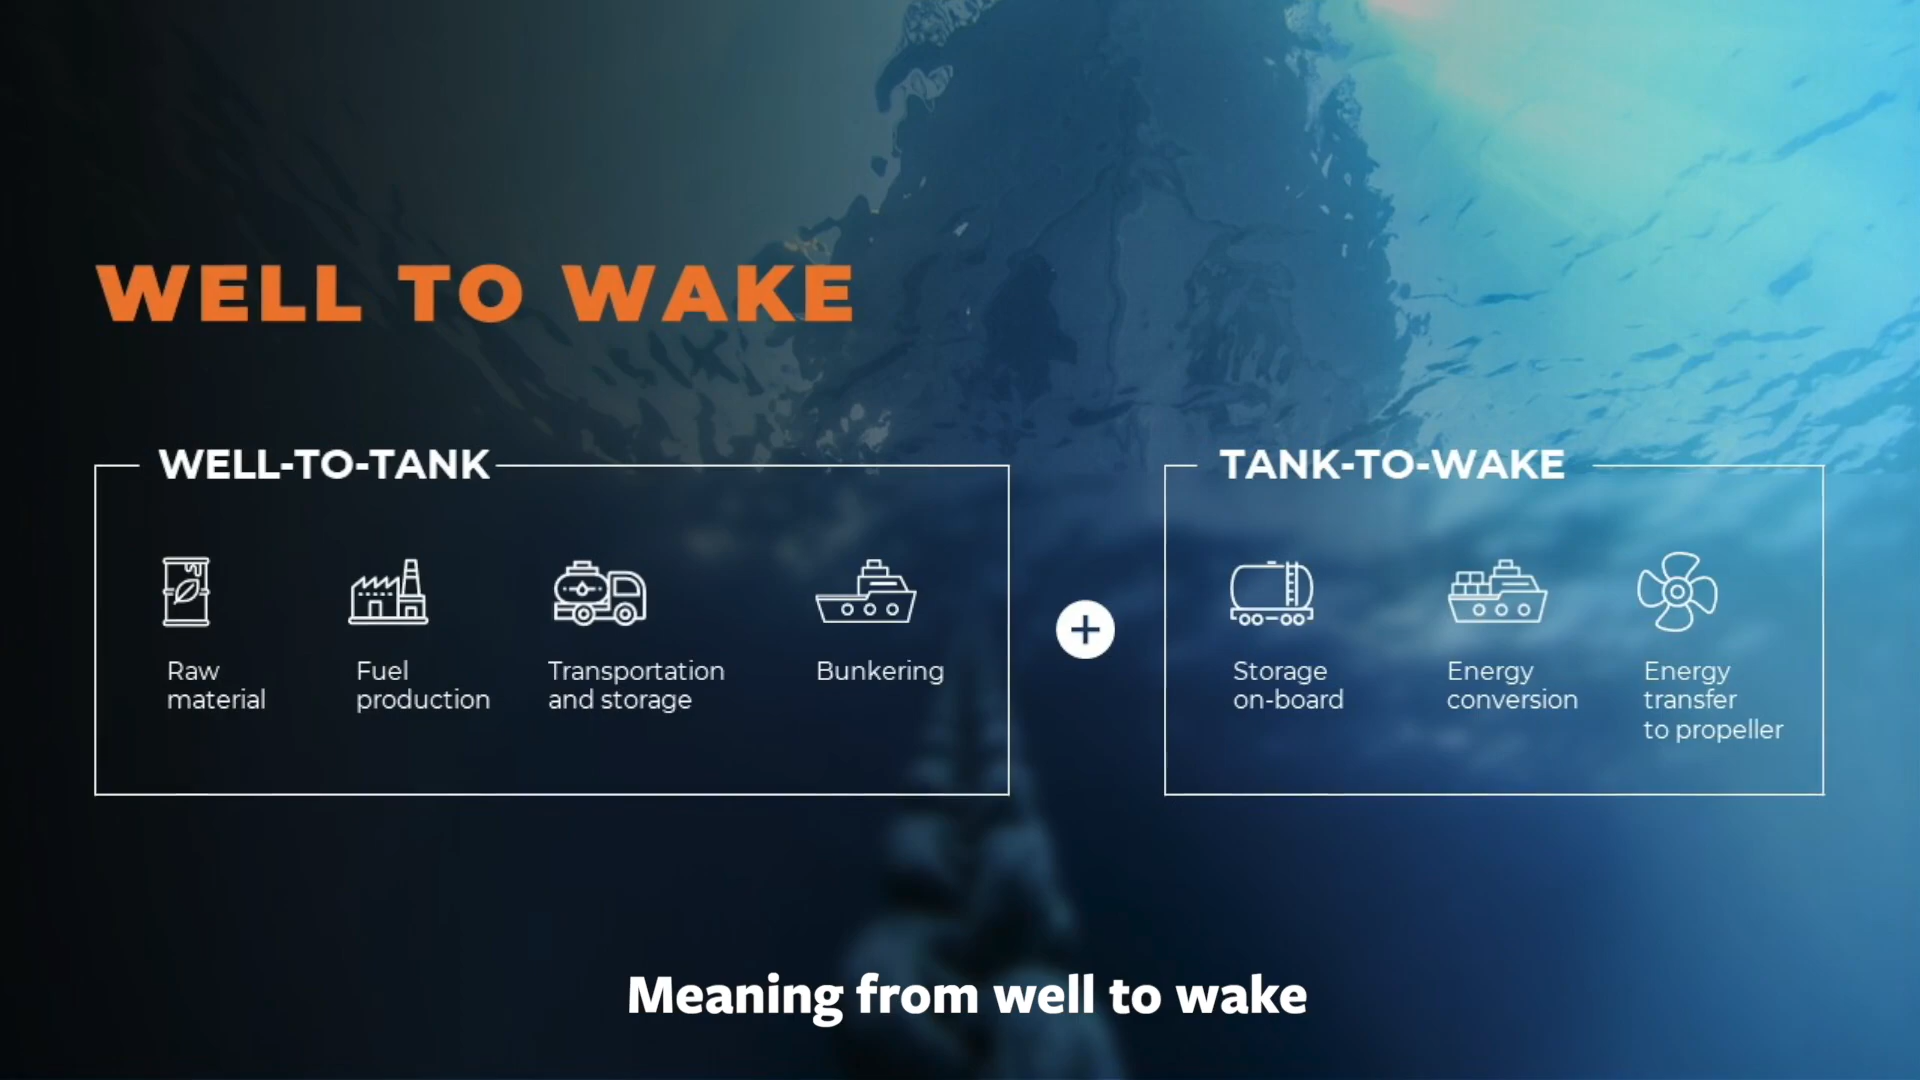 WELL TO WAKE
WELL-TO-TANK
Raw
material
Fuel
production
Transportation
and storage
Bunkering
TANK-TO-WAKE
Storage
on-board
Energy
conversion
Energy
transfer
to propeller
Meaning from well to wake